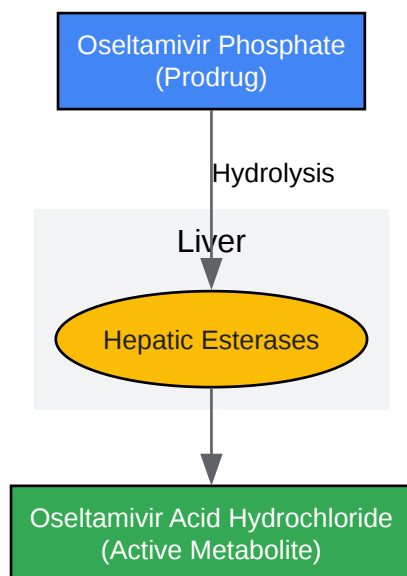 Oseltamivir Phosphate
(Prodrug)
Hydrolysis
Liver
Hepatic Esterases
Oseltamivir Acid Hydrochloride
(Active Metabolite)